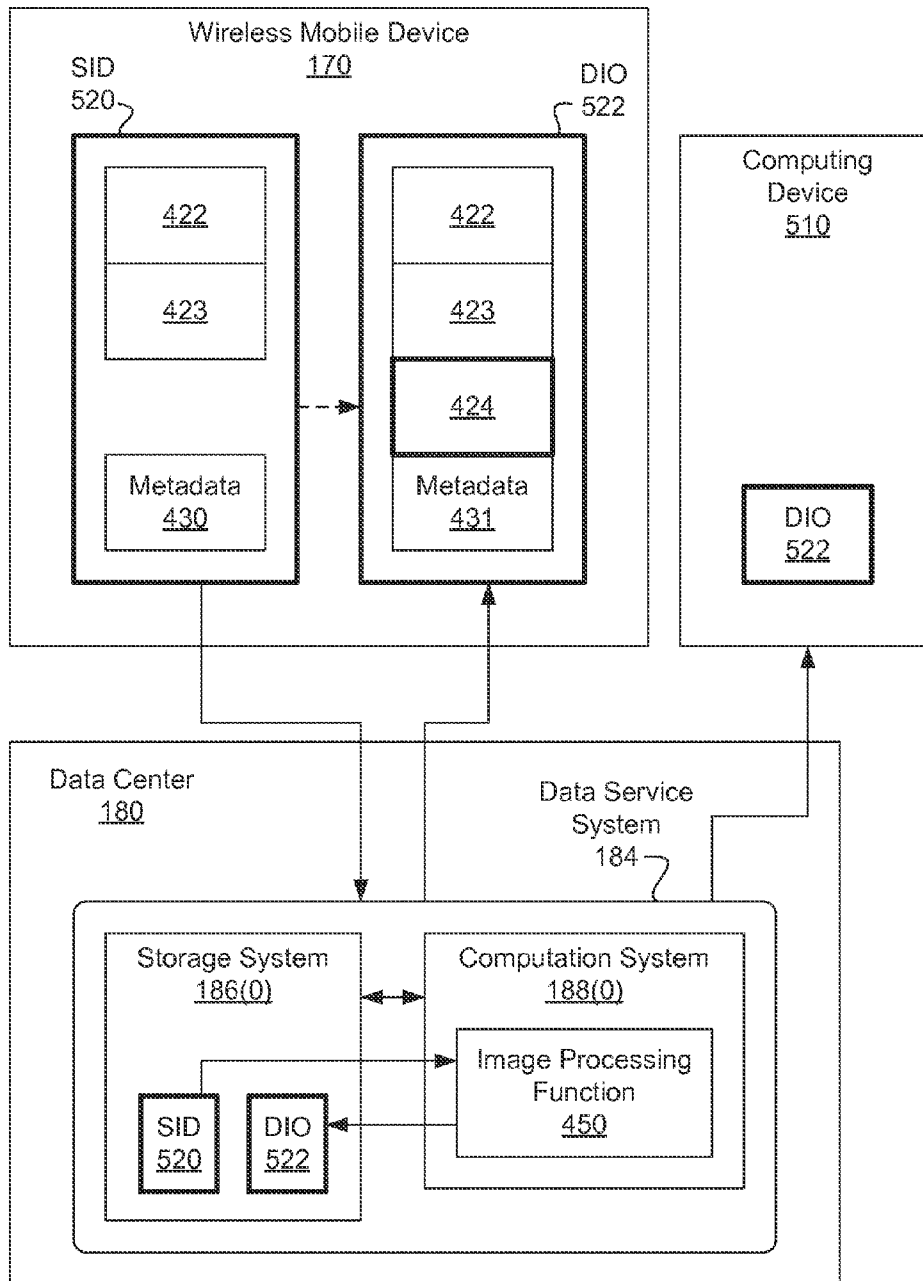 Wireless Mobile Device
170
SID
520
DIO
522
422
423
Metadata
430
422
423
424
Metadata
431
Computing
Device
510
DIO
522
Data Center
180
Data Service
System
184
Storage System
186(0)
Computation System
188(0)
Image Processing
Function
450
SID
520
DIO
522